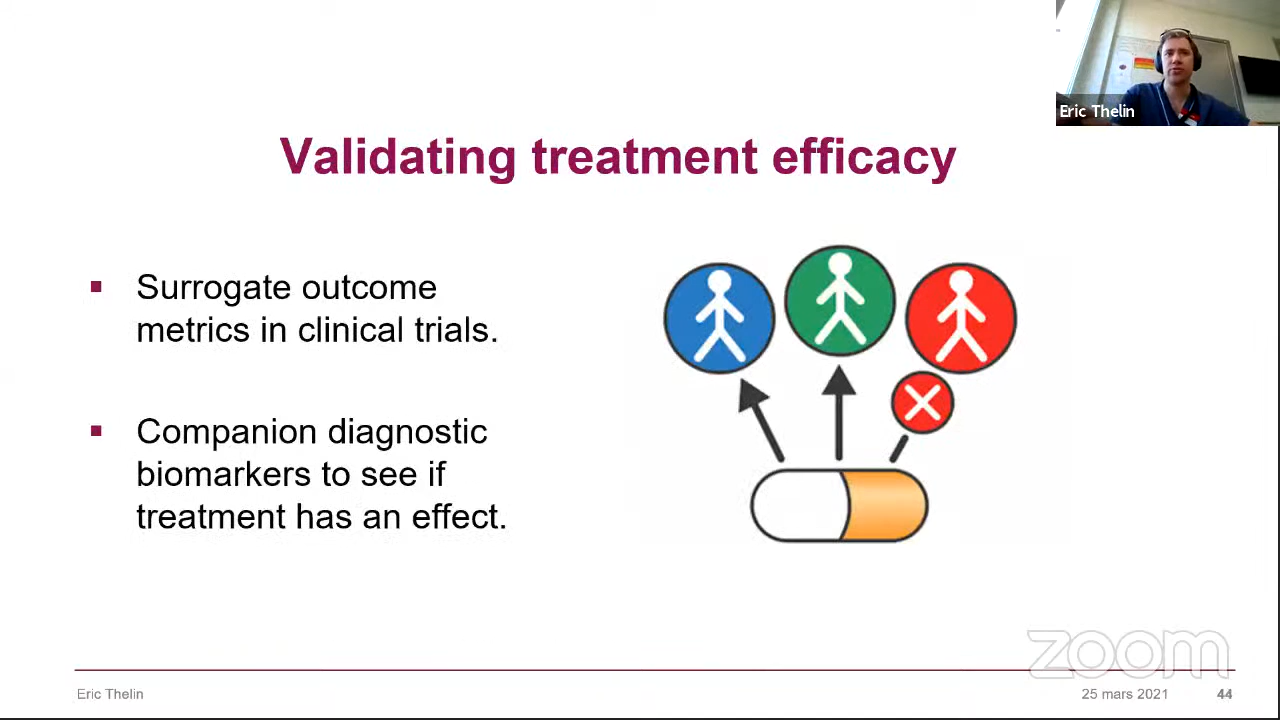 Eric Thelin
Validating treatment efficacy
Surrogate outcome
metrics in clinical trials.
Companion diagnostic
biomarkers to see if
treatment has an effect.
zoom
Eric Thelin
25 mars 2021
44